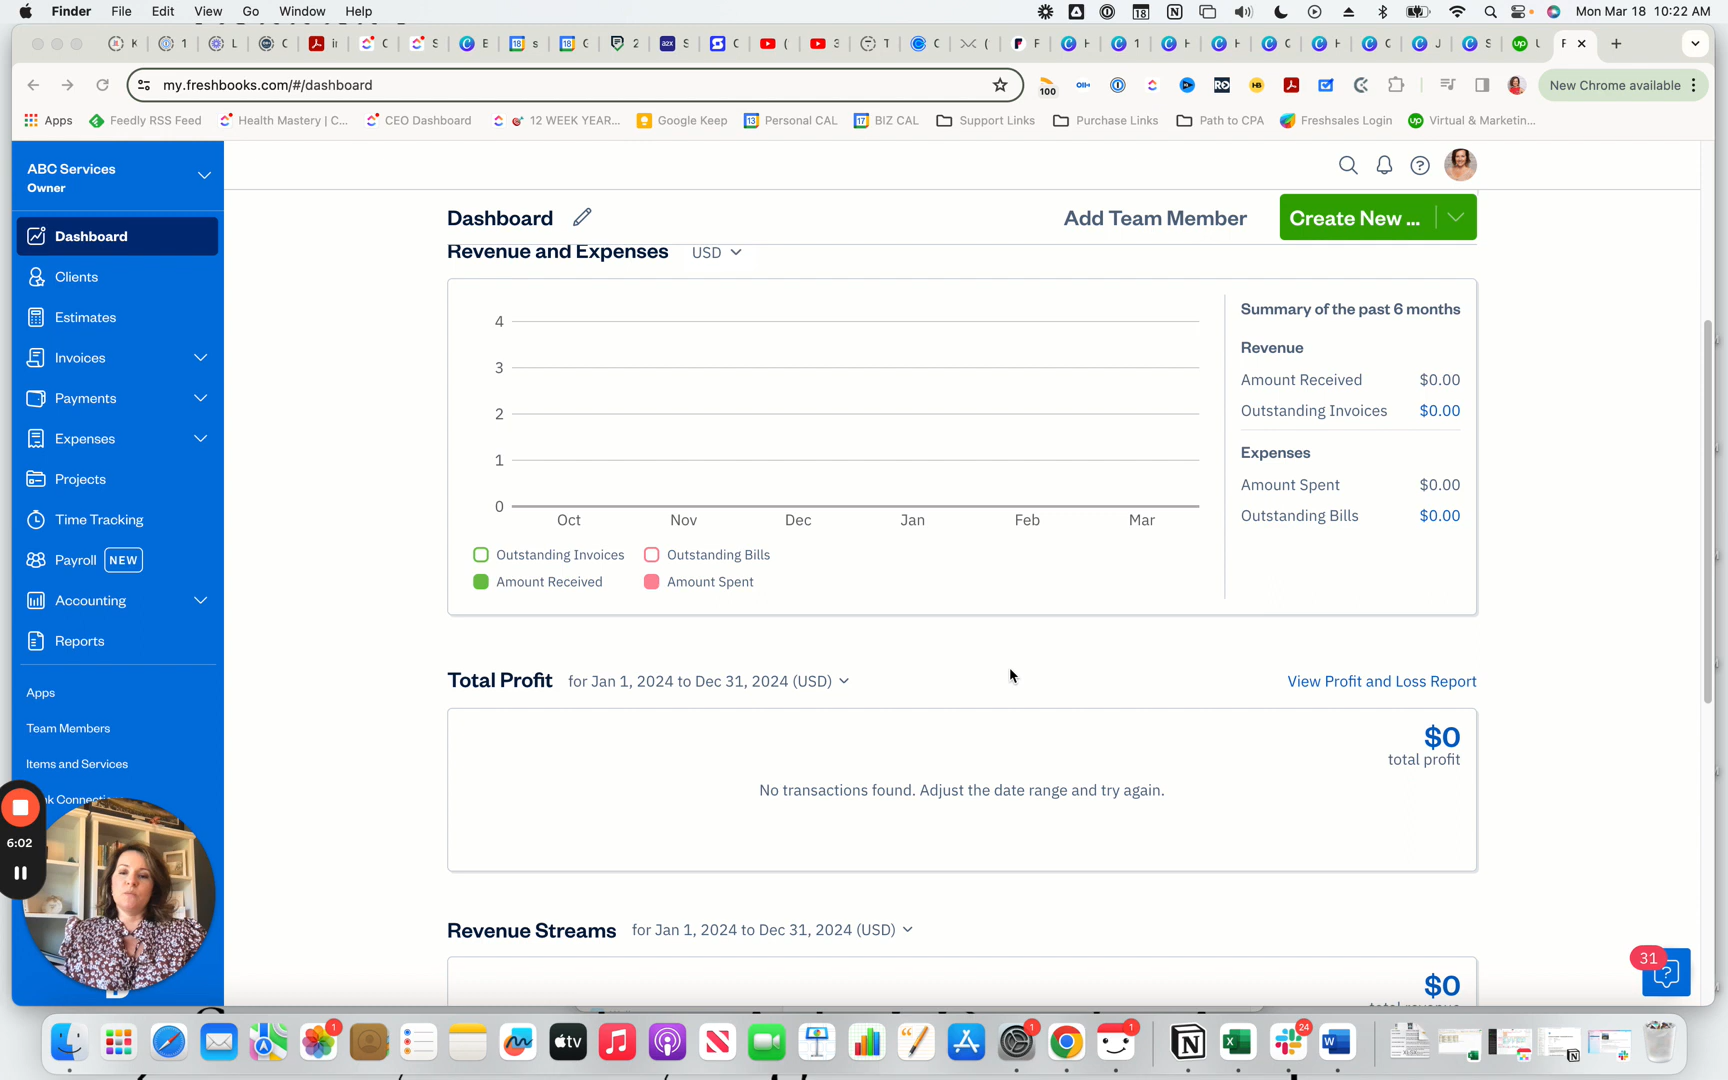 Finder File Edit View Go Window Help
18
Mon Mar 18 10:22 AM
my.freshbooks.com/#/dashboard
100
New Chrome available
Apps
Feedly RSS Feed
Health Mastery | C...
CEO Dashboard
12 WEEK YEAR...
Google Keep
Personal CAL
BIZ CAL
Support Links
Purchase Links
Path to CPA
Freshsales Login
Virtual & Marketin...
ABC Services
Owner
Dashboard
Clients
Estimates
Invoices
Payments
Expenses
Projects
Time Tracking
Payroll NEW
Accounting
Reports
Apps
Team Members
Items and Services
6:02
Dashboard
Add Team Member
Create New ...
Revenue and Expenses USD
4
3
2
1
0
Oct Nov Dec Jan Feb Mar
Outstanding Invoices Outstanding Bills
Amount Received Amount Spent
Summary of the past 6 months
Revenue
Amount Received $0.00
Outstanding Invoices $0.00
Expenses
Amount Spent $0.00
Outstanding Bills $0.00
Total Profit for Jan 1, 2024 to Dec 31, 2024 (USD)
View Profit and Loss Report
$0
total profit
No transactions found. Adjust the date range and try again.
Revenue Streams for Jan 1, 2024 to Dec 31, 2024 (USD)
$0
31
1
tv
1
1
24